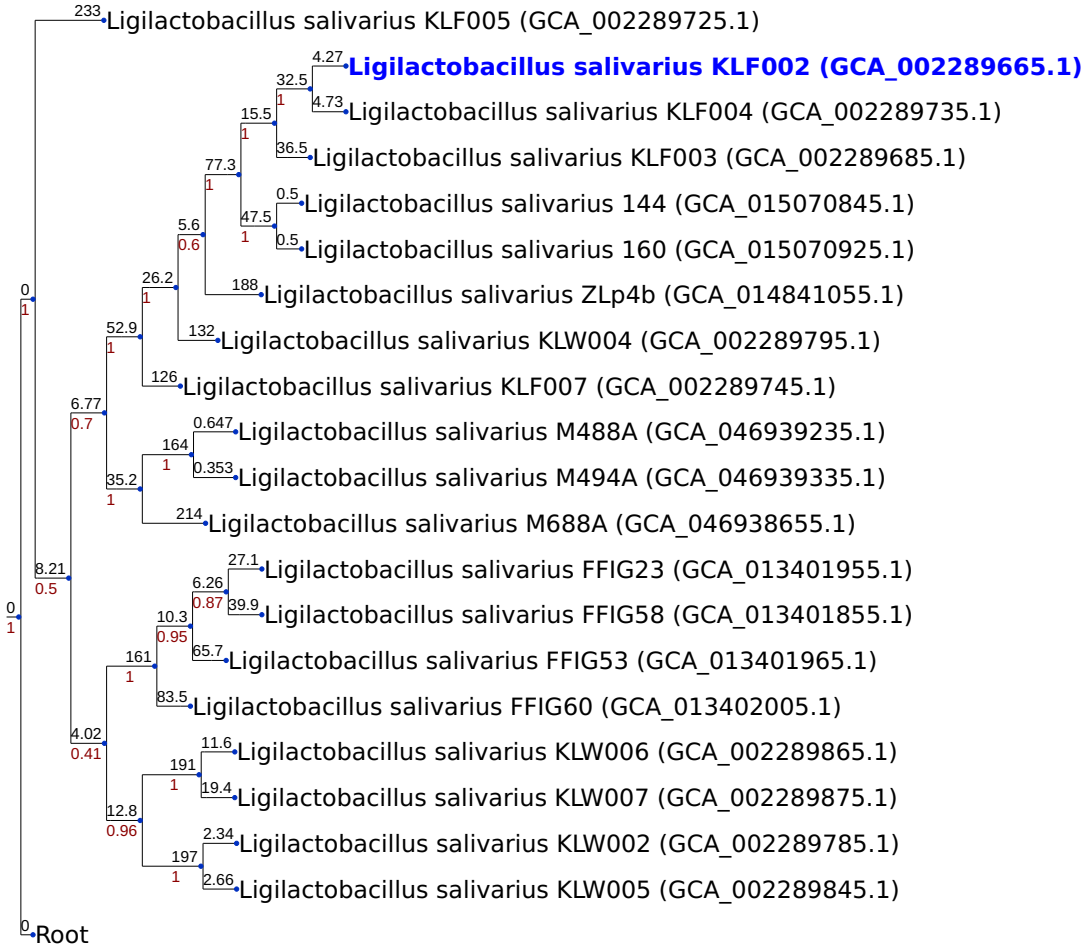 233 Ligilactobacillus salivarius KLF005 (GCA_002289725.1)
4.27 Ligilactobacillus salivarius KLF002 (GCA_002289665.1)
32.5
1
4.73 Ligilactobacillus salivarius KLF004 (GCA_002289735.1)
15.5
1
36.5 Ligilactobacillus salivarius KLF003 (GCA_002289685.1)
77.3
1
0.5 Ligilactobacillus salivarius 144 (GCA_015070845.1)
47.5
1
0.5 Ligilactobacillus salivarius 160 (GCA_015070925.1)
5.6
0.6
188 Ligilactobacillus salivarius ZLp4b (GCA_014841055.1)
26.2
1
132 Ligilactobacillus salivarius KLW004 (GCA_002289795.1)
52.9
1
126 Ligilactobacillus salivarius KLF007 (GCA_002289745.1)
6.77
0.7
0.647 Ligilactobacillus salivarius M488A (GCA_046939235.1)
164
1
0.353 Ligilactobacillus salivarius M494A (GCA_046939335.1)
35.2
1
214 Ligilactobacillus salivarius M688A (GCA_046938655.1)
0
1
8.21
0.5
27.1 Ligilactobacillus salivarius FFIG23 (GCA_013401955.1)
6.26
0.87
39.9 Ligilactobacillus salivarius FFIG58 (GCA_013401855.1)
10.3
0.95
65.7 Ligilactobacillus salivarius FFIG53 (GCA_013401965.1)
161
1
83.5 Ligilactobacillus salivarius FFIG60 (GCA_013402005.1)
0
1
4.02
0.41
11.6 Ligilactobacillus salivarius KLW006 (GCA_002289865.1)
191
1
19.4 Ligilactobacillus salivarius KLW007 (GCA_002289875.1)
12.8
0.96
2.34 Ligilactobacillus salivarius KLW002 (GCA_002289785.1)
197
1
2.66 Ligilactobacillus salivarius KLW005 (GCA_002289845.1)
0 Root